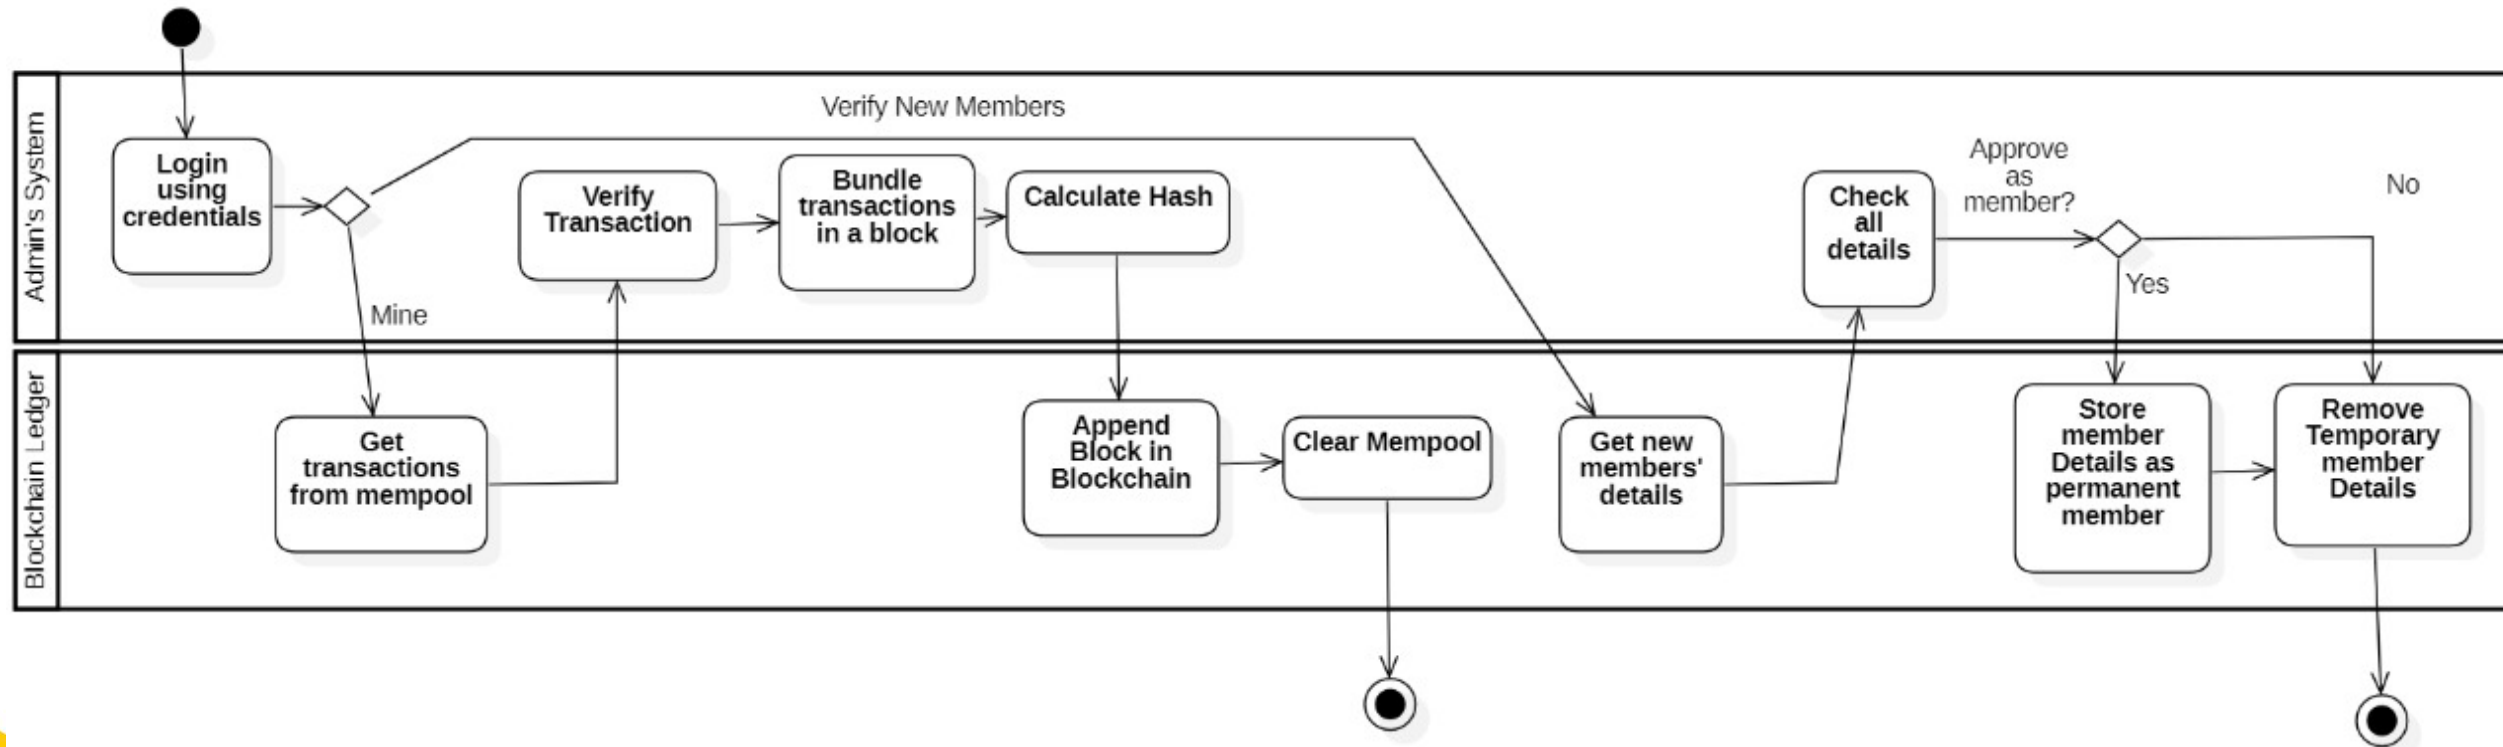 Admin's System
Verify New Members
Login
using
credentials
Mine
Verify
Transaction
Bundle
transactions
in a block
Calculate Hash
Check
all
details
Approve
as
member?
No
Yes
Blockchain Ledger
Get
transactions
from mempool
Append
Block in
Blockchain
Clear Mempool
Get new
members'
details
Store
member
Details as
permanent
member
Remove
Temporary
member
Details